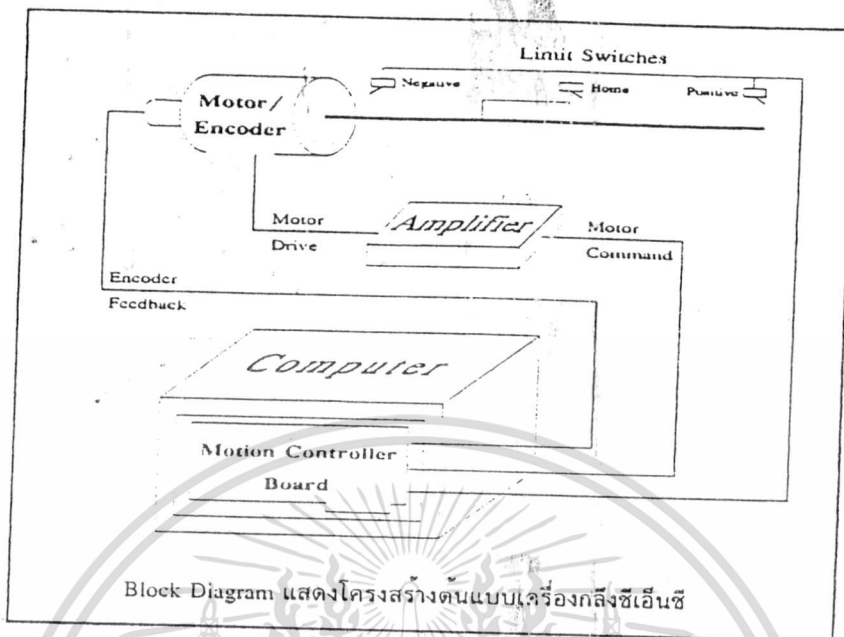 Limit Switches
Negative
Home
Positive
Motor/
Encoder
Amplifier
Motor
Drive
Motor
Command
Encoder
Feedback
Computer
Motion Controller
Board
Block Diagram แสดงโครงสร้างต้นแบบเครื่องกลึงซีเอ็นซี